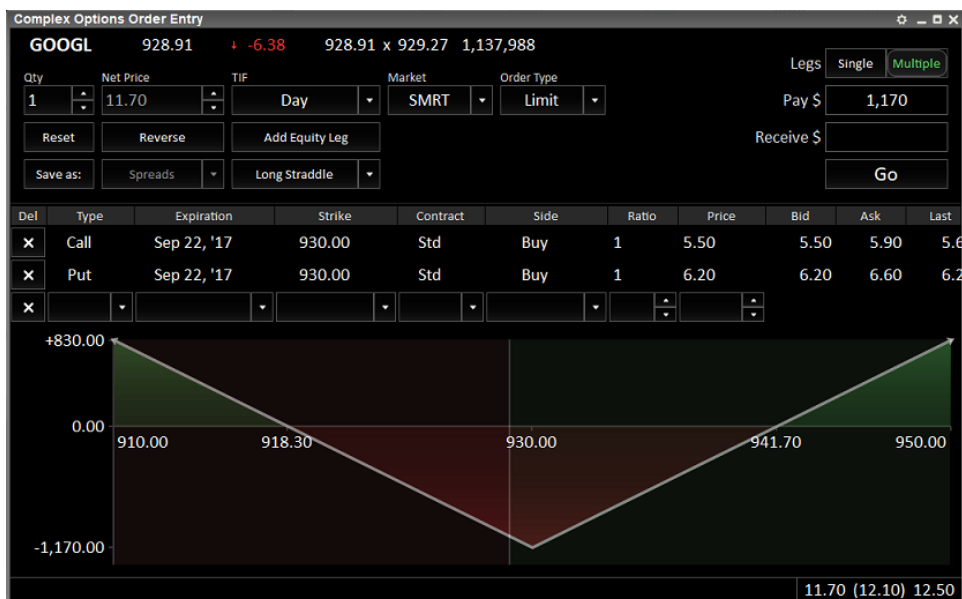 Complex Options Order Entry
GOOGL 928.91 ↓ -6.38 928.91 x 929.27 1,137,988
Legs Single Multiple
Qty Net Price TIF Market Order Type
1 11.70 Day SMRT Limit Pay $ 1,170
Reset Reverse Add Equity Leg Receive $
Save as: Spreads Long Straddle Go
Del Type Expiration Strike Contract Side Ratio Price Bid Ask Last
× Call Sep 22, '17 930.00 Std Buy 1 5.50 5.50 5.90
× Put Sep 22, '17 930.00 Std Buy 1 6.20 6.20 6.60
×
+830.00
0.00
910.00 918.30 930.00 941.70 950.00
-1,170.00
11.70 (12.10) 12.50